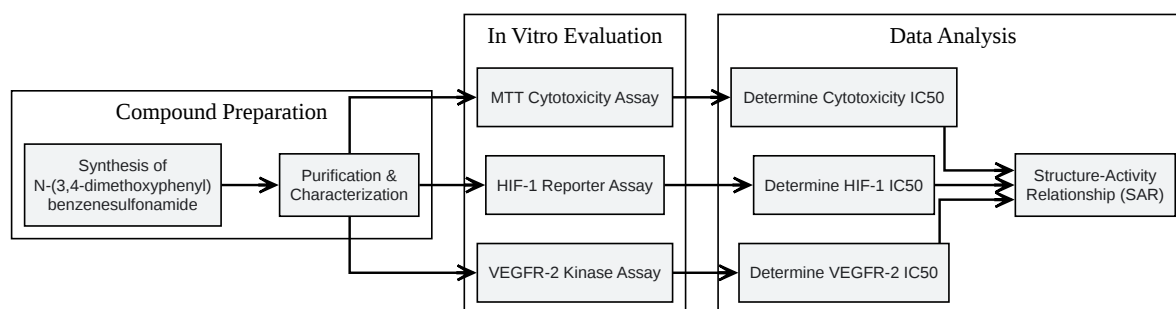 In Vitro Evaluation
Data Analysis
MTT Cytotoxicity Assay
Determine Cytotoxicity IC50
Compound Preparation
Synthesis of
N-(3,4-dimethoxyphenyl)
benzenesulfonamide
Purification &
Characterization
HIF-1 Reporter Assay
Determine HIF-1 IC50
Structure-Activity
Relationship (SAR)
VEGFR-2 Kinase Assay
Determine VEGFR-2 IC50